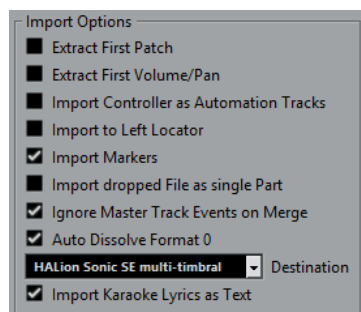 Import Options
Extract First Patch
Extract First Volume/Pan
Import Controller as Automation Tracks
Import to Left Locator
Import Markers
Import dropped File as single Part
Ignore Master Track Events on Merge
Auto Dissolve Format 0
HALion Sonic SE multi-timbral Destination
Import Karaoke Lyrics as Text